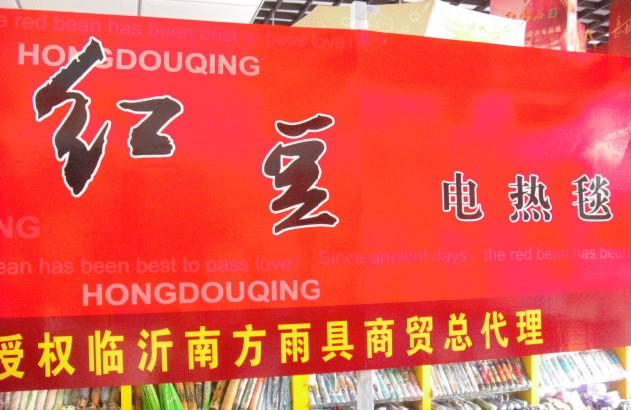 e red bean has been best to pass love!
HONGDOUQING
红豆
电热毯
NG
ean has been best to pass love! Since ancient days, the red bean has been
HONGDOUQING
授权临沂南方雨具商贸总代理